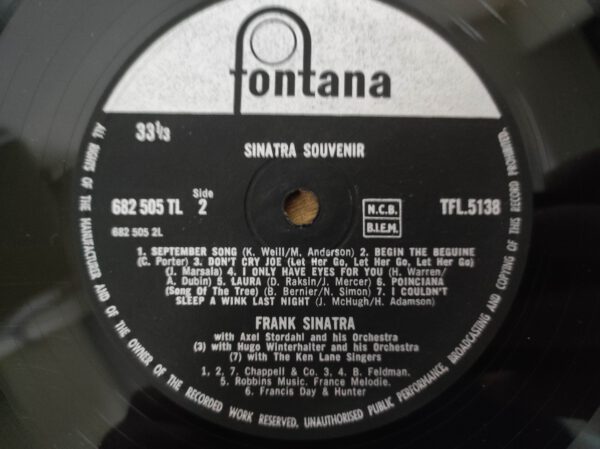 fontana
33⅓
SINATRA SOUVENIR
682 505 TL
Side
2
682 505 2L
N.C.B.
B.I.E.M.
TFL.5138
1. SEPTEMBER SONG (K. Weill/M. Anderson) 2. BEGIN THE BEGUINE
(C. Porter) 3. DON'T CRY JOE (Let Her Go, Let Her Go, Let Her Go)
(J. Marsala) 4. I ONLY HAVE EYES FOR YOU (H. Warren/
A. Dubin) 5. LAURA (D. Raksin/J. Mercer) 6. POINCIANA
(Song Of The Tree) (B. Bernier/N. Simon) 7. I COULDN'T
SLEEP A WINK LAST NIGHT (J. McHugh/H. Adamson)
FRANK SINATRA
with Axel Stordahl and his Orchestra
(3) with Hugo Winterhalter and his Orchestra
(7) with The Ken Lane Singers
1, 2, 7. Chappell & Co. 3, 4. B. Feldman.
5. Robbins Music. France Melodie.
6. Francis Day & Hunter
ALL RIGHTS OF THE MANUFACTURER AND OF THE OWNER OF THE RECORDED WORK RESERVED. UNAUTHORISED PUBLIC PERFORMANCE, BROADCASTING AND COPYING OF THIS RECORD PROHIBITED.